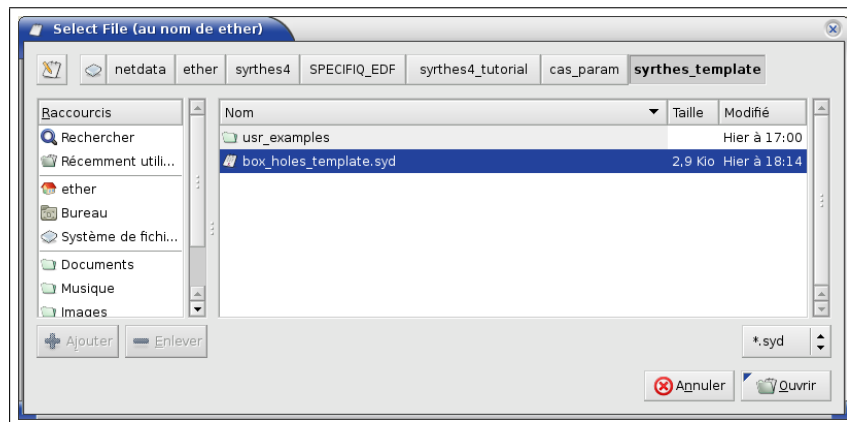 Select File (au nom de ether)
netdata ether syrthes4 SPECIFIQ_EDF syrthes4_tutorial cas_param syrthes_template
Raccourcis
Rechercher
Récemment utili...
ether
Bureau
Système de fichi...
Documents
Musique
Images
Nom Taille Modifié
usr_examples Hier à 17:00
box_holes_template.syd 2,9 Kio Hier à 18:14
Ajouter Enlever
*.syd
Annuler Ouvrir